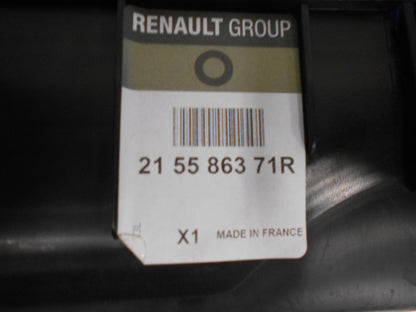 RENAULT GROUP
21 55 863 71R
X1 MADE IN FRANCE